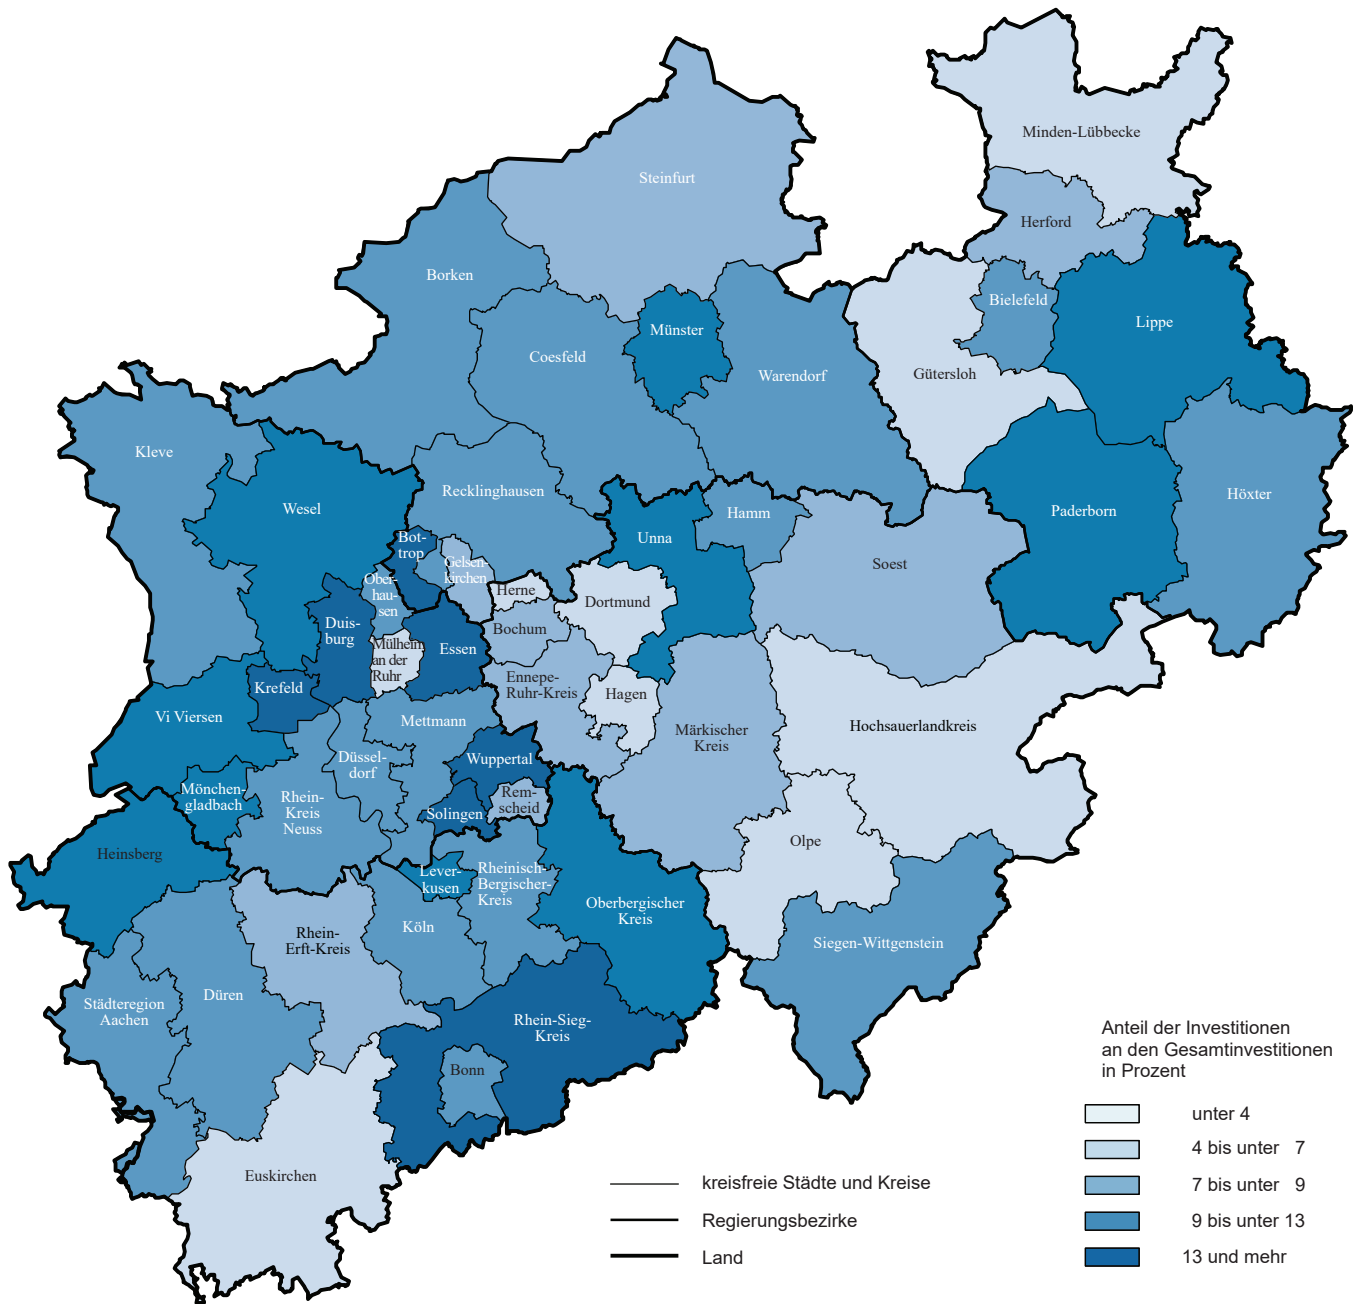 Minden-Lübbecke
Steinfurt
Herford
Borken
Bielefeld
Lippe
Münster
Coesfeld
Warendorf
Gütersloh
Kleve
Recklinghausen
Höxter
Wesel
Hamm
Paderborn
Unna
Bot-
trop
Gelsen-
kirchen
Soest
Ober-
hau-
sen
Herne
Dortmund
Duis-
burg
Bochum
Mülheim
an der
Ruhr
Essen
Krefeld
Ennepe-
Ruhr-Kreis
Hagen
Vi Viersen
Mettmann
Märkischer
Kreis
Hochsauerlandkreis
Düssel-
dorf
Wuppertal
Mönchen-
gladbach
Rhein-
Kreis
Neuss
Rem-
scheid
Solingen
Olpe
Heinsberg
Lever-
kusen
Rheinisch-
Bergischer-
Kreis
Oberbergischer
Kreis
Köln
Rhein-
Erft-Kreis
Siegen-Wittgenstein
Düren
Städteregion
Aachen
Rhein-Sieg-
Kreis
Bonn
Euskirchen
Anteil der Investitionen
an den Gesamtinvestitionen
in Prozent
unter 4
4 bis unter 7
7 bis unter 9
9 bis unter 13
13 und mehr
kreisfreie Städte und Kreise
Regierungsbezirke
Land